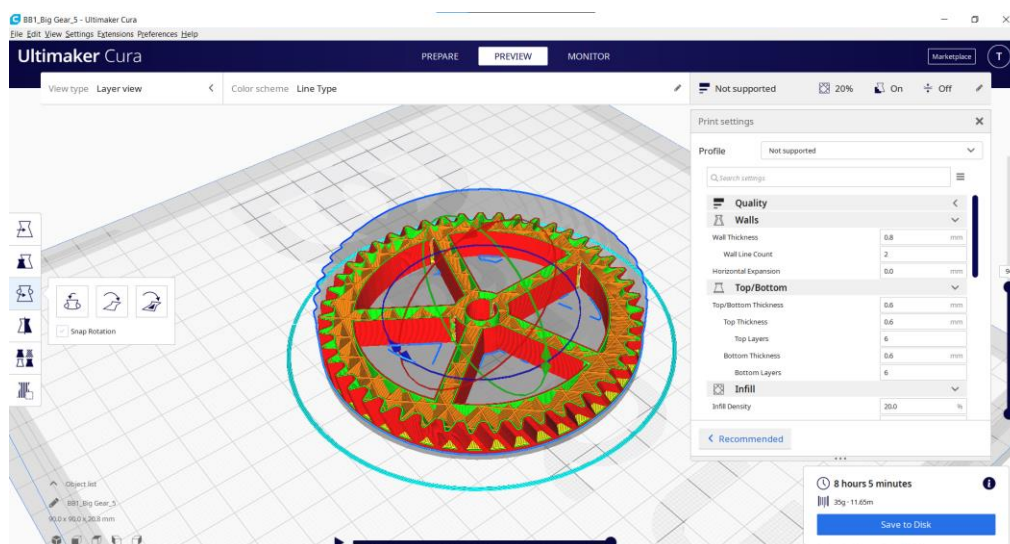 BB1_Big Gear_5 - Ultimaker Cura
File Edit View Settings Extensions Preferences Help
Ultimaker Cura
PREPARE PREVIEW MONITOR
Marketplace T
View type Layer view
Color scheme Line Type
Not supported 20% On Off
Print settings
Profile Not supported
Search settings
Quality
Walls
Wall Thickness 0.8 mm
Wall Line Count 2
Horizontal Expansion 0.0 mm
Top/Bottom
Top/Bottom Thickness 0.6 mm
Top Thickness 0.6 mm
Top Layers 6
Bottom Thickness 0.6 mm
Bottom Layers 6
Infill
Infill Density 20.0 %
Recommended
Snap Rotation
Object list
BB1_Big Gear_5
90.0 x 90.0 x 20.8 mm
8 hours 5 minutes
35g · 11.65m
Save to Disk